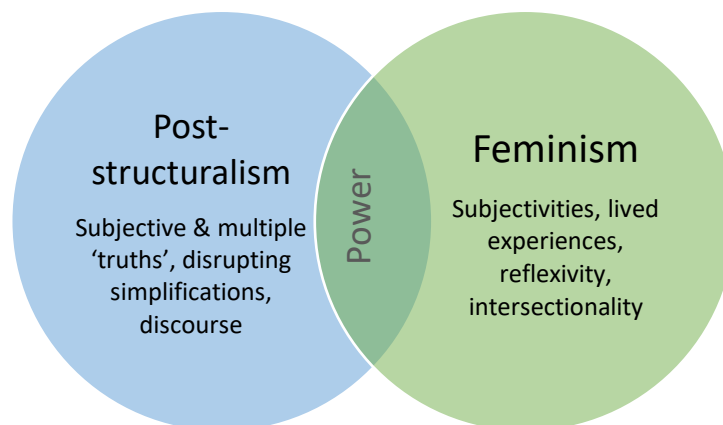 Post-
structuralism
Subjective & multiple
‘truths’, disrupting
simplifications,
discourse
Power
Feminism
Subjectivities, lived
experiences,
reflexivity,
intersectionality